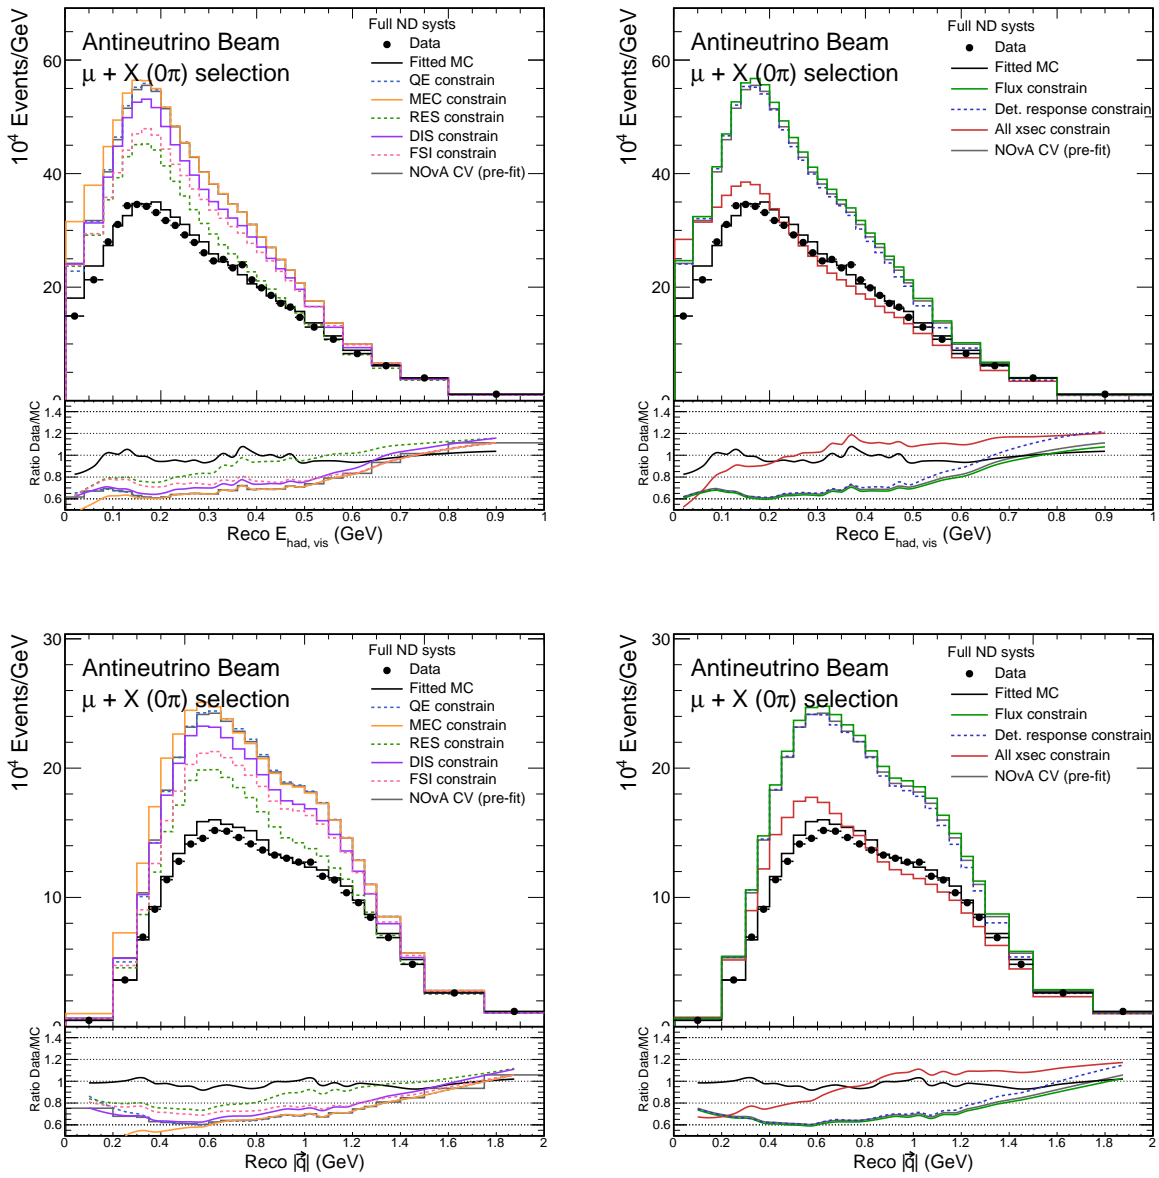 10⁴ Events/GeV
60
40
20
0
Antineutrino Beam
μ + X (0π) selection
Full ND systs
Data
Fitted MC
QE constrain
MEC constrain
RES constrain
DIS constrain
FSI constrain
NOvA CV (pre-fit)
Ratio Data/MC
1.4
1.2
1
0.8
0.6
0 0.1 0.2 0.3 0.4 0.5 0.6 0.7 0.8 0.9 1
Reco E_had, vis (GeV)
10⁴ Events/GeV
60
40
20
0
Antineutrino Beam
μ + X (0π) selection
Full ND systs
Data
Fitted MC
Flux constrain
Det. response constrain
All xsec constrain
NOvA CV (pre-fit)
Ratio Data/MC
1.4
1.2
1
0.8
0.6
0 0.1 0.2 0.3 0.4 0.5 0.6 0.7 0.8 0.9 1
Reco E_had, vis (GeV)
10⁴ Events/GeV
30
20
10
0
Antineutrino Beam
μ + X (0π) selection
Full ND systs
Data
Fitted MC
QE constrain
MEC constrain
RES constrain
DIS constrain
FSI constrain
NOvA CV (pre-fit)
Ratio Data/MC
1.4
1.2
1
0.8
0.6
0 0.2 0.4 0.6 0.8 1 1.2 1.4 1.6 1.8 2
Reco |q⃗| (GeV)
10⁴ Events/GeV
30
20
10
0
Antineutrino Beam
μ + X (0π) selection
Full ND systs
Data
Fitted MC
Flux constrain
Det. response constrain
All xsec constrain
NOvA CV (pre-fit)
Ratio Data/MC
1.4
1.2
1
0.8
0.6
0 0.2 0.4 0.6 0.8 1 1.2 1.4 1.6 1.8 2
Reco |q⃗| (GeV)